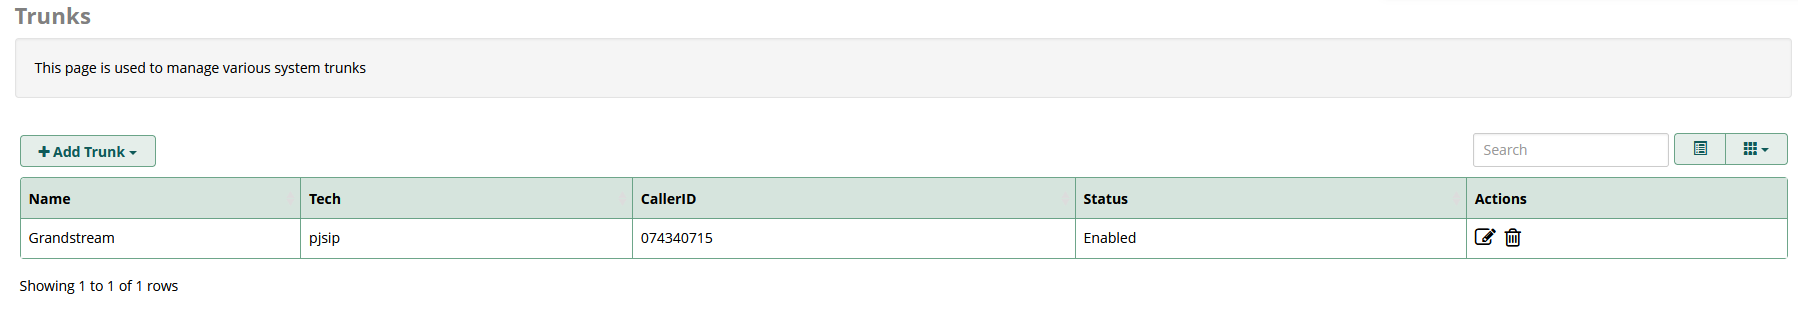 Trunks
This page is used to manage various system trunks
Add Trunk
Search
Name Tech CallerID Status Actions
Grandstream pjsip 074340715 Enabled
Showing 1 to 1 of 1 rows